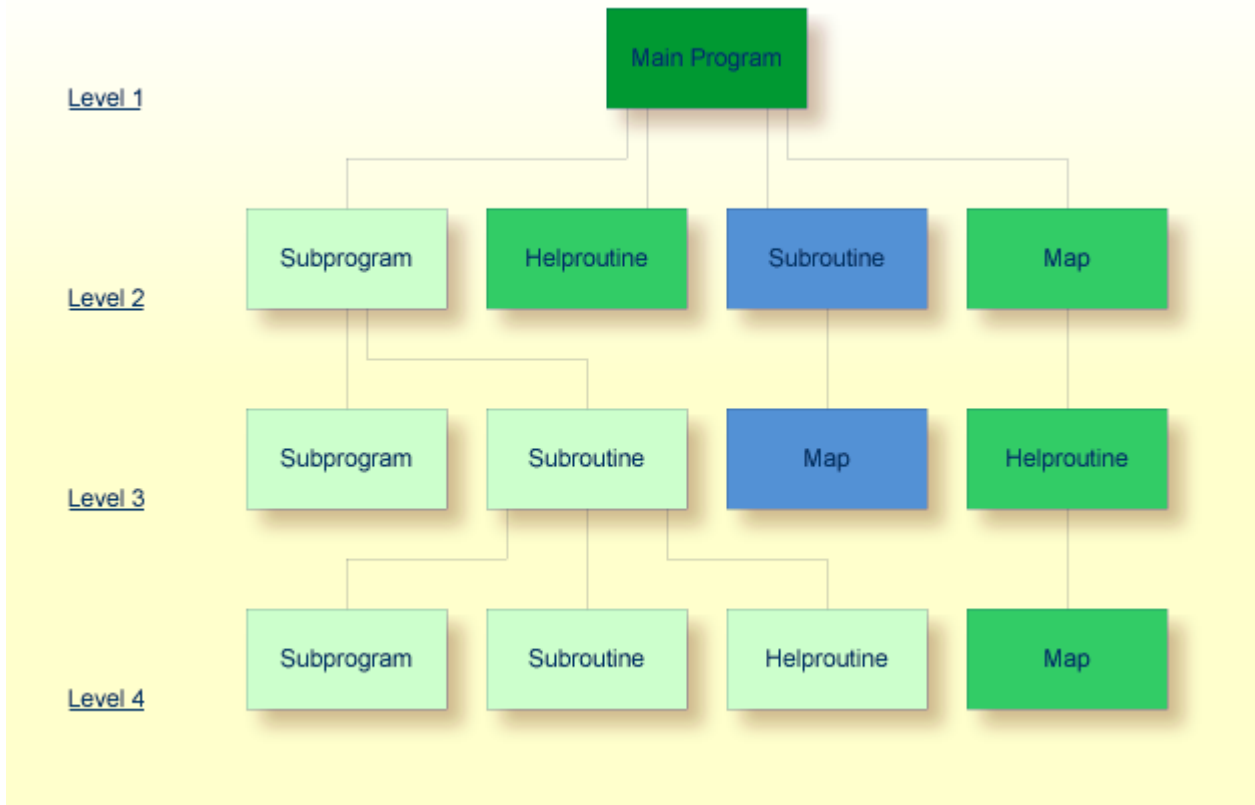 Main Program
Level 1
Subprogram
Helproutine
Subroutine
Map
Level 2
Subprogram
Subroutine
Map
Helproutine
Level 3
Subprogram
Subroutine
Helproutine
Map
Level 4